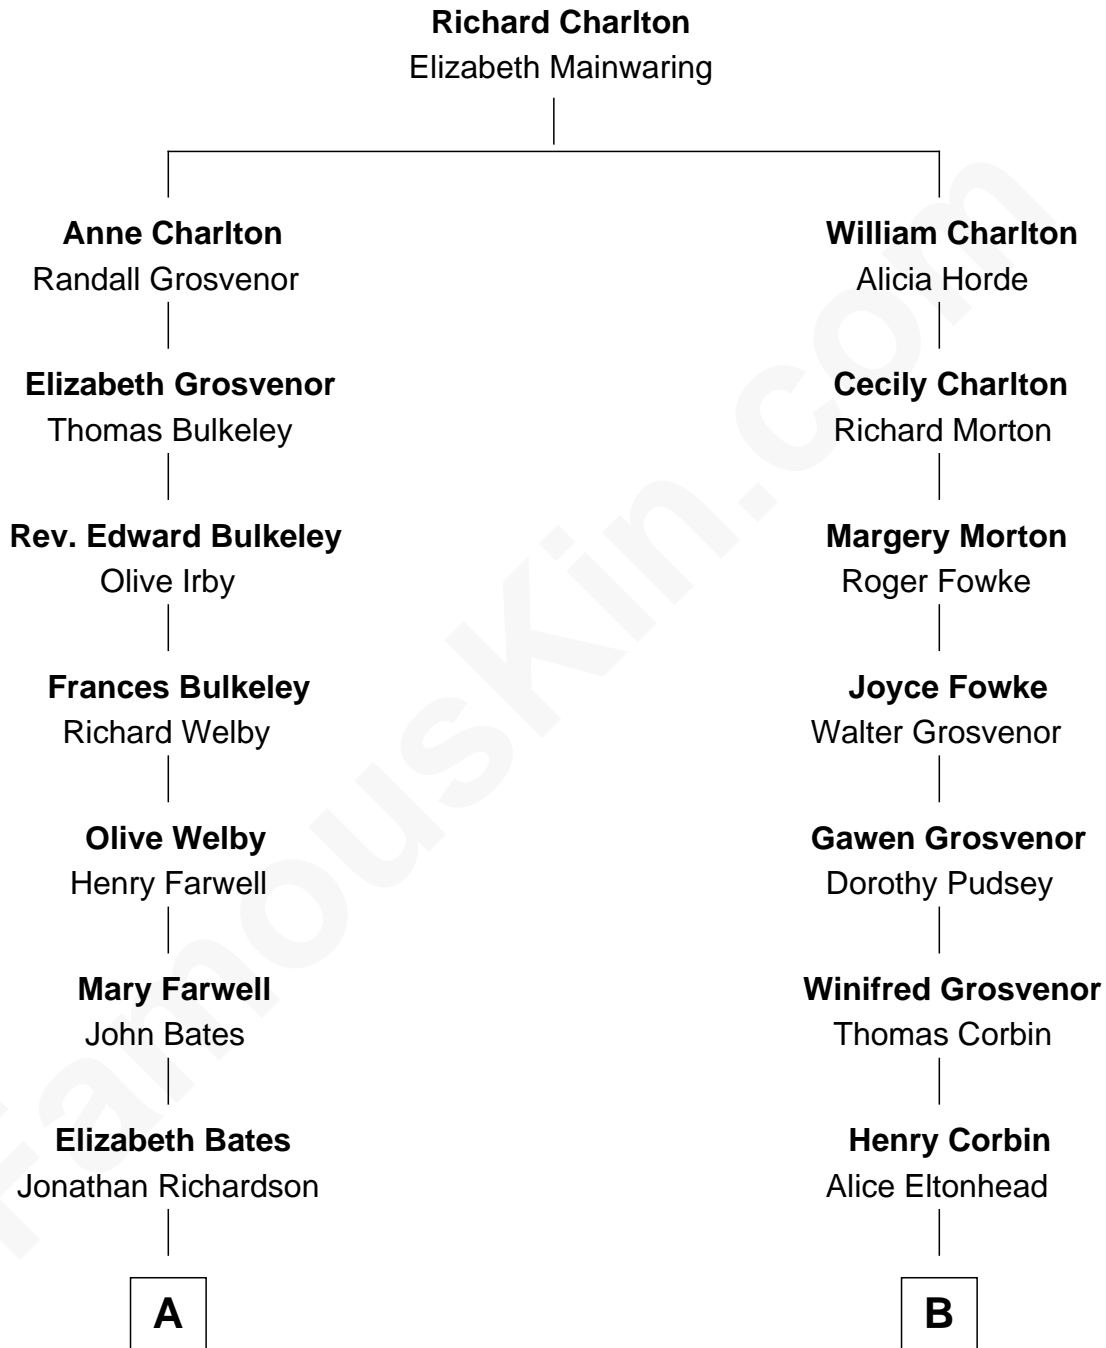 Richard Charlton
Elizabeth Mainwaring
Anne Charlton
Randall Grosvenor
William Charlton
Alicia Horde
Elizabeth Grosvenor
Thomas Bulkeley
Cecily Charlton
Richard Morton
Rev. Edward Bulkeley
Olive Irby
Margery Morton
Roger Fowke
Frances Bulkeley
Richard Welby
Joyce Fowke
Walter Grosvenor
Olive Welby
Henry Farwell
Gawen Grosvenor
Dorothy Pudsey
Mary Farwell
John Bates
Winifred Grosvenor
Thomas Corbin
Elizabeth Bates
Jonathan Richardson
Henry Corbin
Alice Eltonhead
A
B
FamousKin.com